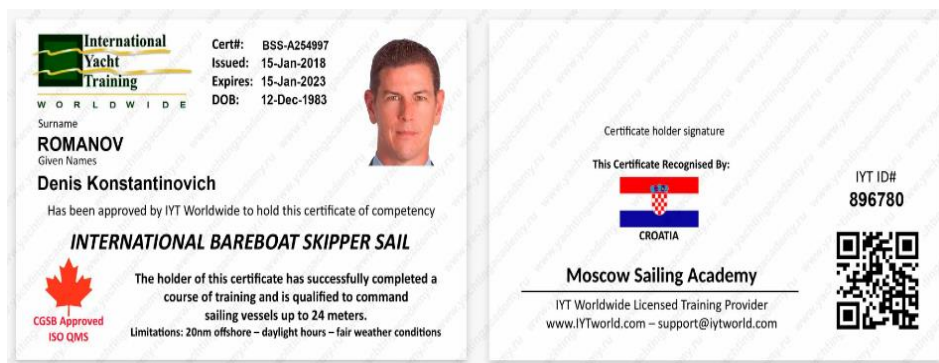 International
Yacht
Training
WORLDWIDE
Cert#: BSS-A254997
Issued: 15-Jan-2018
Expires: 15-Jan-2023
DOB: 12-Dec-1983
Surname
ROMANOV
Given Names
Denis Konstantinovich
Has been approved by IYT Worldwide to hold this certificate of competency
INTERNATIONAL BAREBOAT SKIPPER SAIL
CGSB Approved
ISO QMS
The holder of this certificate has successfully completed a
course of training and is qualified to command
sailing vessels up to 24 meters.
Limitations: 20nm offshore – daylight hours – fair weather conditions
Certificate holder signature
This Certificate Recognised By:
CROATIA
IYT ID#
896780
Moscow Sailing Academy
IYT Worldwide Licensed Training Provider
www.IYTworld.com – support@iytworld.com
www.yachtingacademy.ru